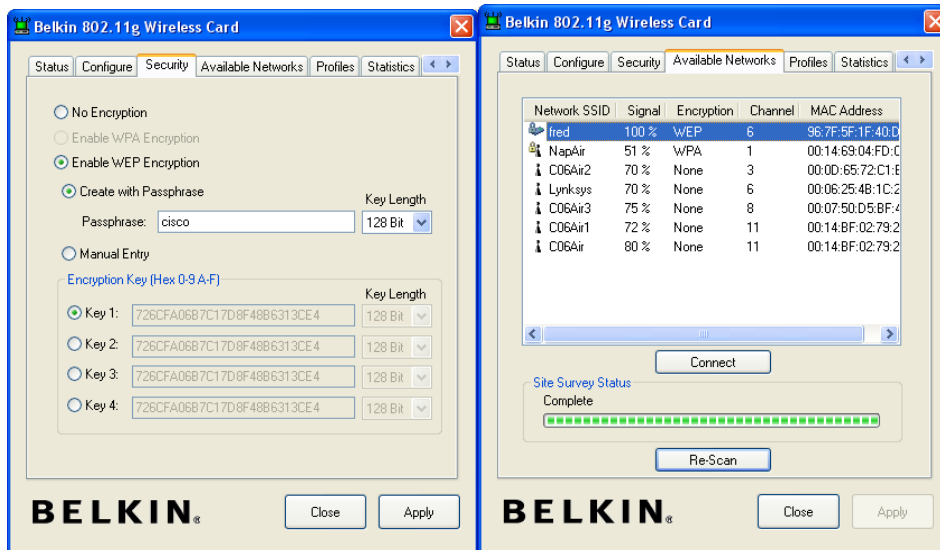 Belkin 802.11g Wireless Card
Status Configure Security Available Networks Profiles Statistics
No Encryption
Enable WPA Encryption
Enable WEP Encryption
Create with Passphrase
Key Length
Passphrase: cisco 128 Bit
Manual Entry
Encryption Key (Hex 0-9 A-F)
Key Length
Key 1: 726CFA06B7C17D8F48B6313CE4 128 Bit
Key 2: 726CFA06B7C17D8F48B6313CE4 128 Bit
Key 3: 726CFA06B7C17D8F48B6313CE4 128 Bit
Key 4: 726CFA06B7C17D8F48B6313CE4 128 Bit
BELKIN®
Close Apply
Belkin 802.11g Wireless Card
Status Configure Security Available Networks Profiles Statistics
Network SSID Signal Encryption Channel MAC Address
fred 100 % WEP 6 96:7F:5F:1F:40:D
NapAir 51 % WPA 1 00:14:69:04:FD:C
C06Air2 70 % None 3 00:0D:65:72:C1:E
Lynksys 70 % None 6 00:06:25:4B:1C:2
C06Air3 75 % None 8 00:07:50:D5:BF:4
C06Air1 72 % None 11 00:14:BF:02:79:2
C06Air 80 % None 11 00:14:BF:02:79:2
Connect
Site Survey Status
Complete
Re-Scan
BELKIN®
Close Apply